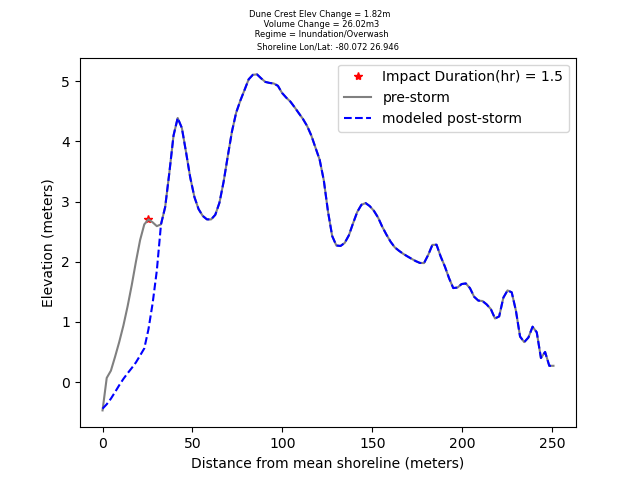 Dune Crest Elev Change = 1.82m
Volume Change = 26.02m3
Regime = Inundation/Overwash
Shoreline Lon/Lat: -80.072 26.946
Impact Duration(hr) = 1.5
pre-storm
modeled post-storm
Elevation (meters)
5
4
3
2
1
0
0 50 100 150 200 250
Distance from mean shoreline (meters)